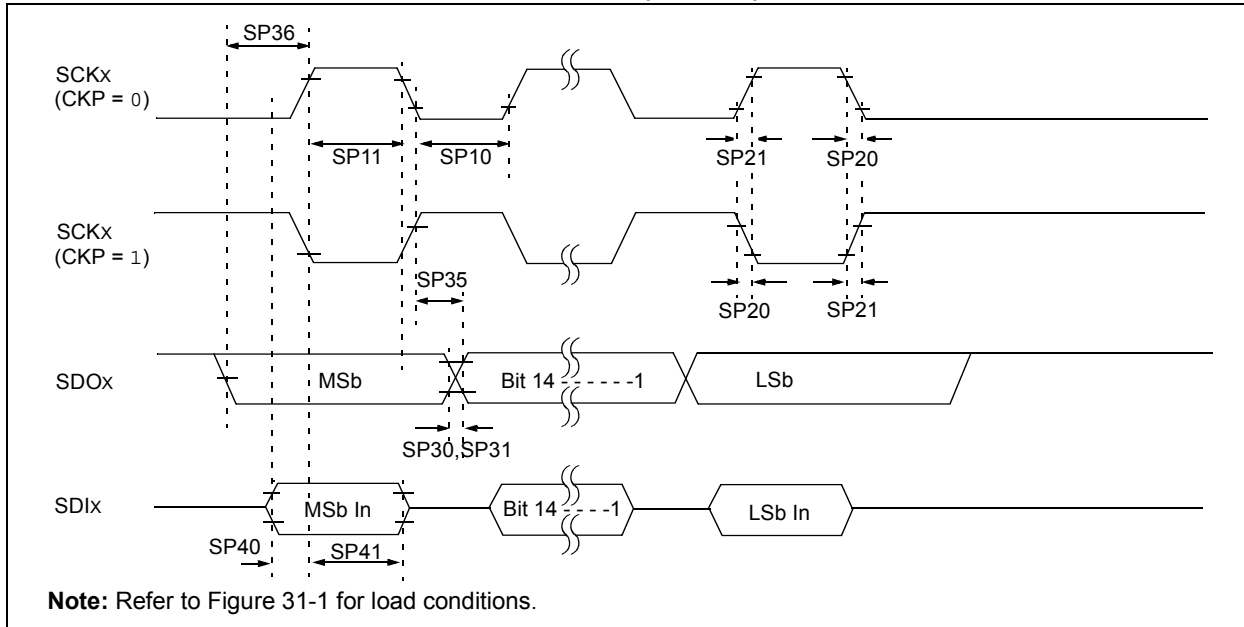 SP36
SCKx
(CKP = 0)
SP11
SP10
SP21
SP20
SCKx
(CKP = 1)
SP35
SP20
SP21
SDOx
MSb
Bit 14 - - - - - -1
LSb
SP30,SP31
SDIx
MSb In
Bit 14 - - - -1
LSb In
SP40
SP41
Note: Refer to Figure 31-1 for load conditions.